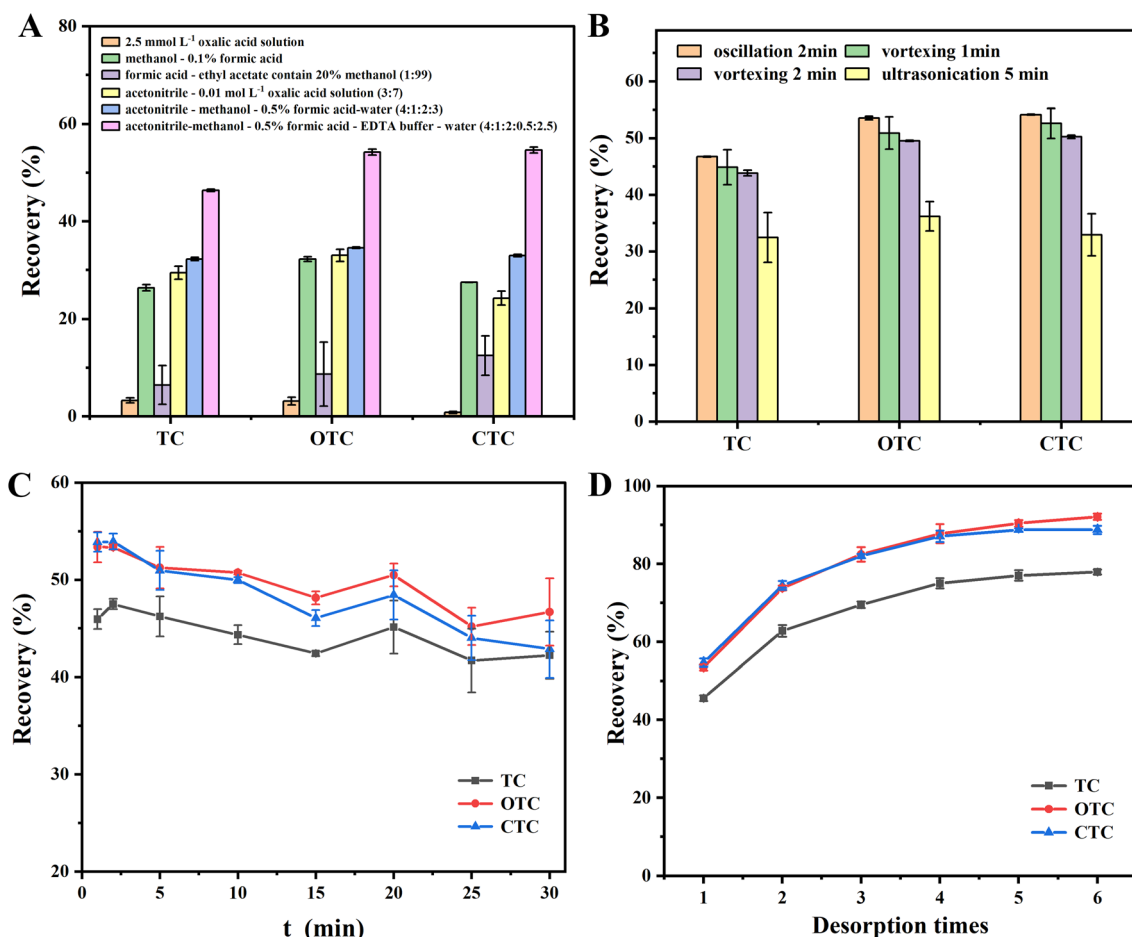 A
80
60
40
20
0
Recovery (%)
2.5 mmol L⁻¹ oxalic acid solution
methanol - 0.1% formic acid
formic acid - ethyl acetate contain 20% methanol (1:99)
acetonitrile - 0.01 mol L⁻¹ oxalic acid solution (3:7)
acetonitrile - methanol - 0.5% formic acid-water (4:1:2:3)
acetonitrile-methanol - 0.5% formic acid - EDTA buffer - water (4:1:2:0.5:2.5)
TC OTC CTC
B
60
50
40
30
20
10
0
Recovery (%)
oscillation 2min vortexing 1min
vortexing 2 min ultrasonication 5 min
TC OTC CTC
C
60
50
40
30
20
Recovery (%)
TC
OTC
CTC
0 5 10 15 20 25 30
t (min)
D
100
80
60
40
20
0
Recovery (%)
TC
OTC
CTC
1 2 3 4 5 6
Desorption times